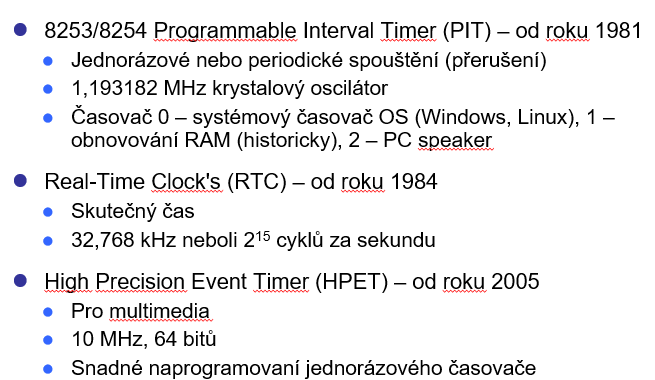 8253/8254 Programmable Interval Timer (PIT) – od roku 1981
Jednorázové nebo periodické spouštění (přerušení)
1,193182 MHz krystalový oscilátor
Časovač 0 – systémový časovač OS (Windows, Linux), 1 –
obnovování RAM (historicky), 2 – PC speaker
Real-Time Clock's (RTC) – od roku 1984
Skutečný čas
32,768 kHz neboli 2¹⁵ cyklů za sekundu
High Precision Event Timer (HPET) – od roku 2005
Pro multimedia
10 MHz, 64 bitů
Snadné naprogramovaní jednorázového časovače